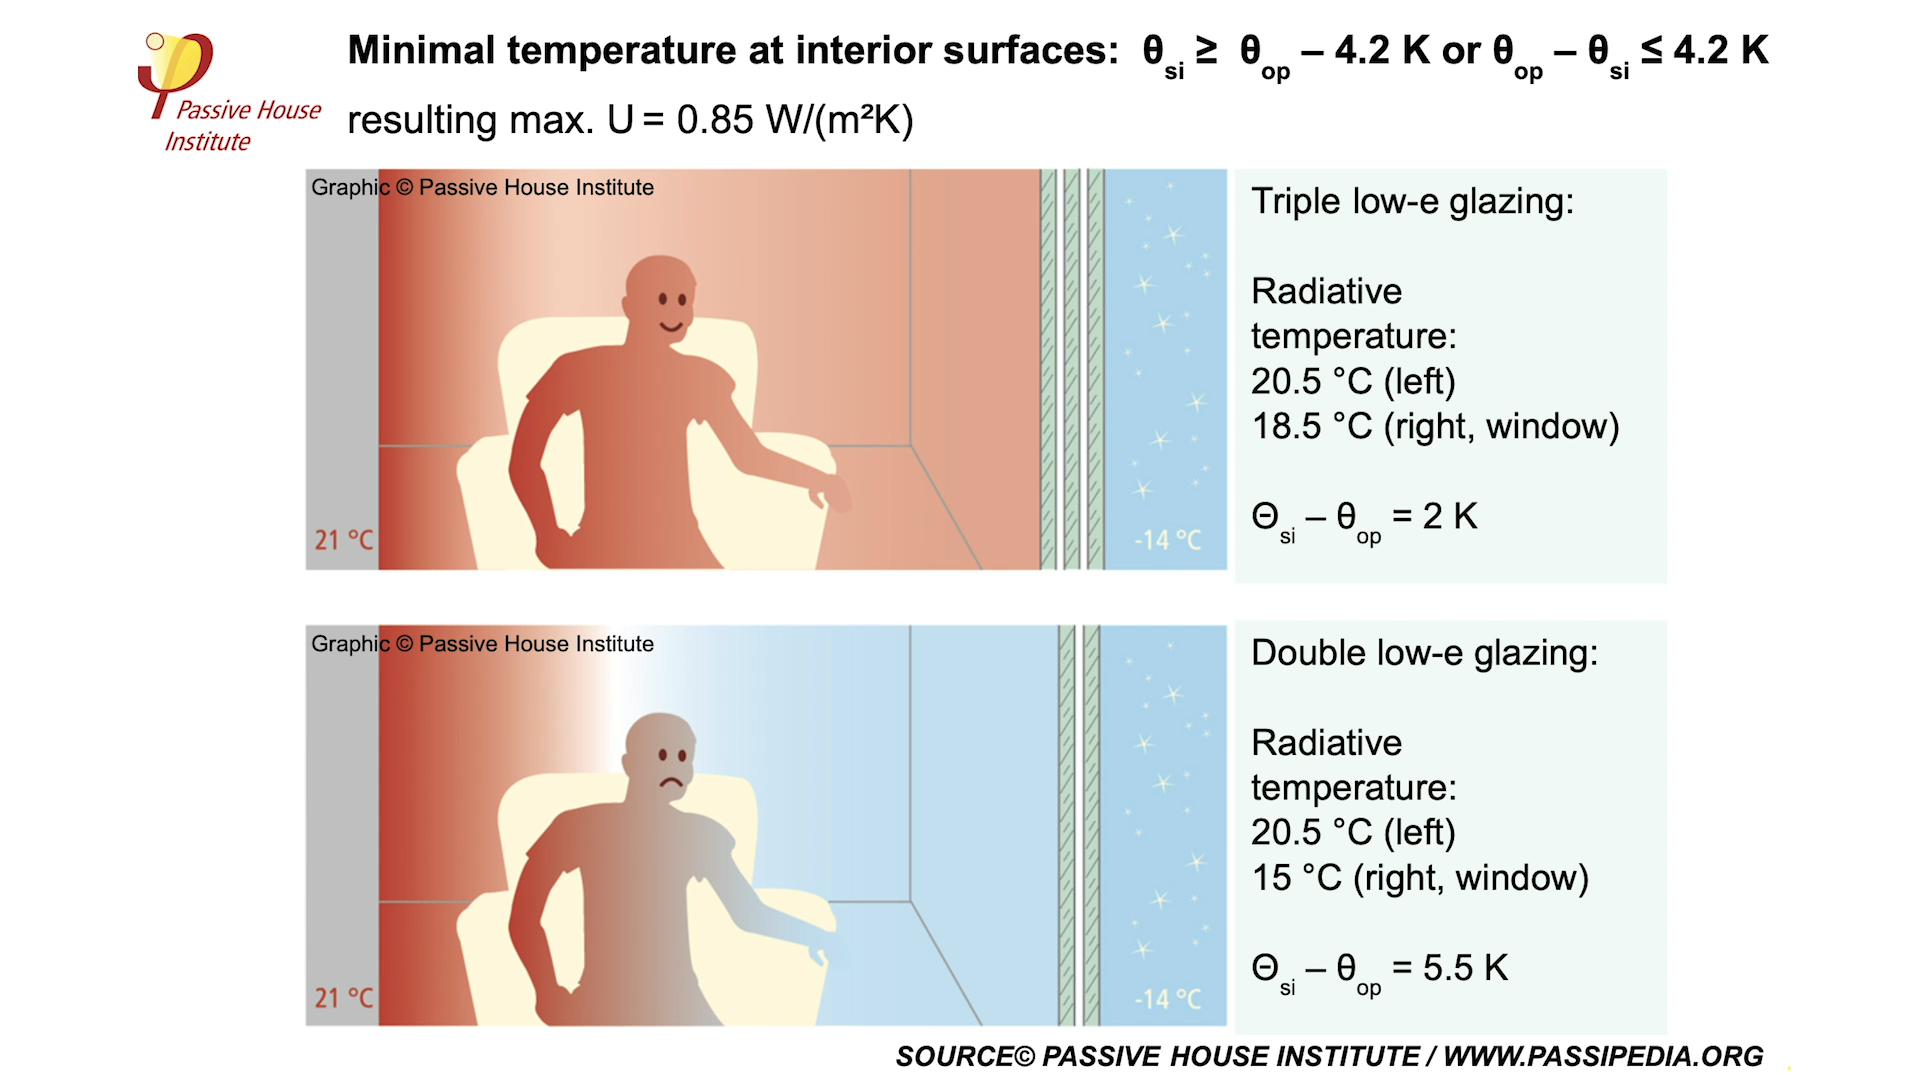 Passive House
Institute
Minimal temperature at interior surfaces: θsi ≥ θop – 4.2 K or θop – θsi ≤ 4.2 K
resulting max. U = 0.85 W/(m²K)
Graphic © Passive House Institute
21 °C
-14 °C
Triple low-e glazing:
Radiative
temperature:
20.5 °C (left)
18.5 °C (right, window)
Θsi – θop = 2 K
Graphic © Passive House Institute
21 °C
-14 °C
Double low-e glazing:
Radiative
temperature:
20.5 °C (left)
15 °C (right, window)
Θsi – θop = 5.5 K
SOURCE© PASSIVE HOUSE INSTITUTE / WWW.PASSIPEDIA.ORG